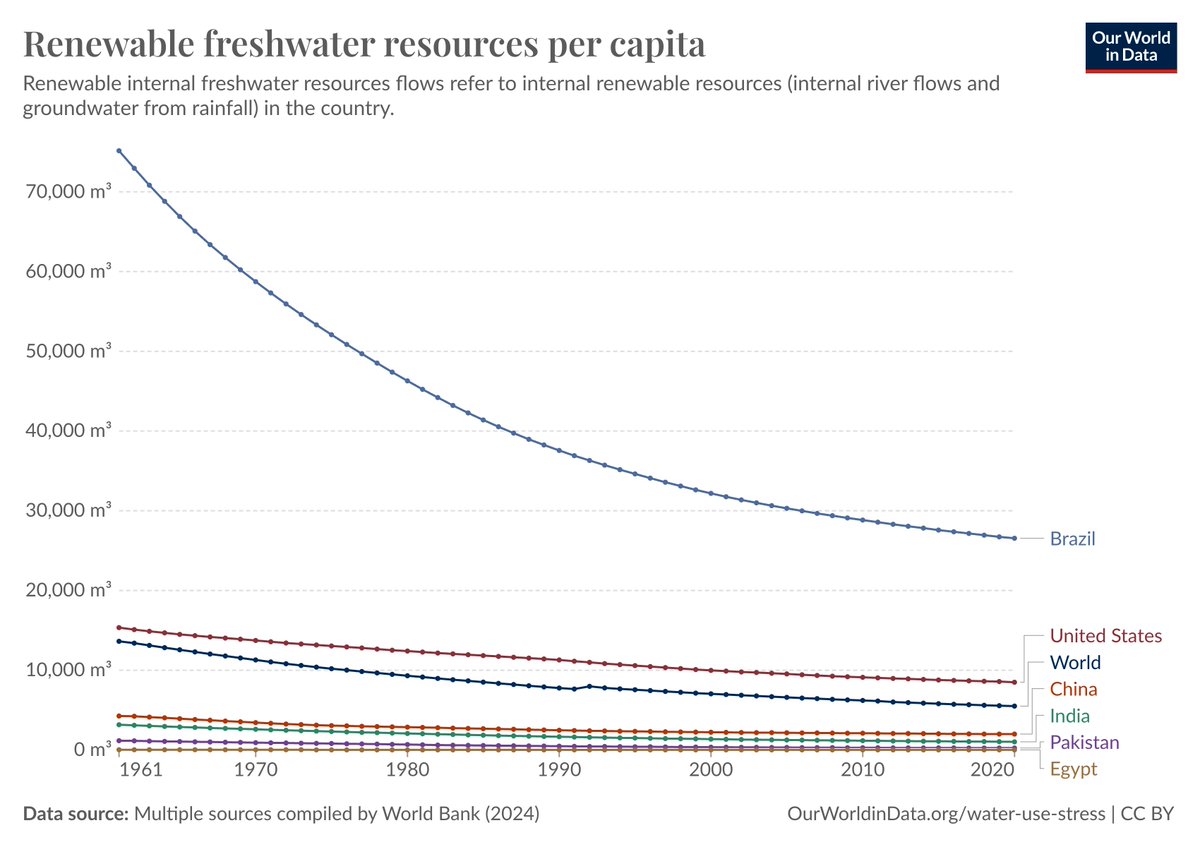 Renewable freshwater resources per capita
Our World
in Data
Renewable internal freshwater resources flows refer to internal renewable resources (internal river flows and
groundwater from rainfall) in the country.
70,000 m³
60,000 m³
50,000 m³
40,000 m³
30,000 m³
20,000 m³
10,000 m³
0 m³
Brazil
United States
World
China
India
Pakistan
Egypt
1961 1970 1980 1990 2000 2010 2020
Data source: Multiple sources compiled by World Bank (2024)
OurWorldinData.org/water-use-stress | CC BY